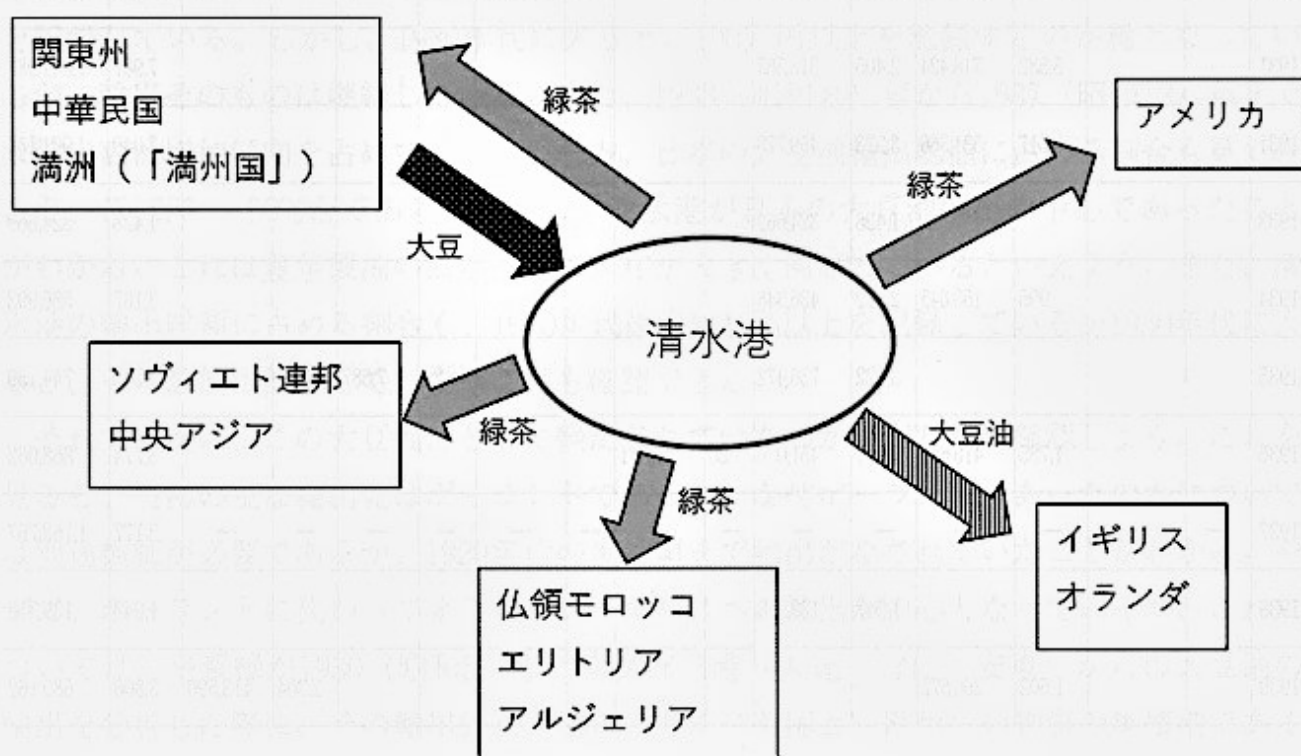 関東州
中華民国
満洲（「満州国」）
緑茶
アメリカ
緑茶
大豆
清水港
ソヴィエト連邦
中央アジア
緑茶
大豆油
緑茶
イギリス
オランダ
仏領モロッコ
エリトリア
アルジェリア